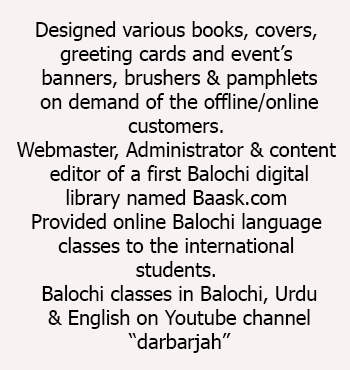 Designed various books, covers,
greeting cards and event’s
banners, brushers & pamphlets
on demand of the offline/online
customers.
Webmaster, Administrator & content
editor of a first Balochi digital
library named Baask.com
Provided online Balochi language
classes to the international
students.
Balochi classes in Balochi, Urdu
& English on Youtube channel
“darbarjah”